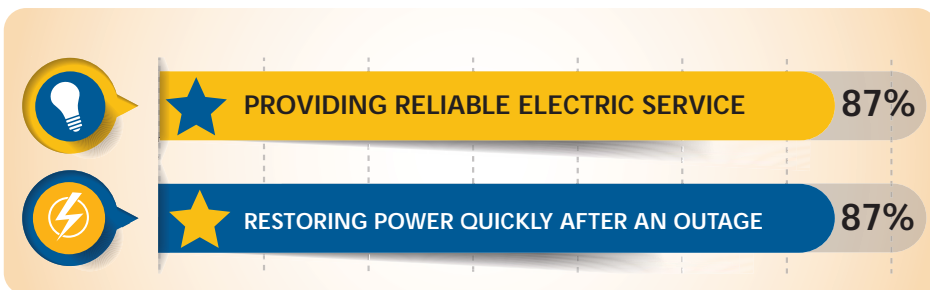 PROVIDING RELIABLE ELECTRIC SERVICE 87%
RESTORING POWER QUICKLY AFTER AN OUTAGE 87%